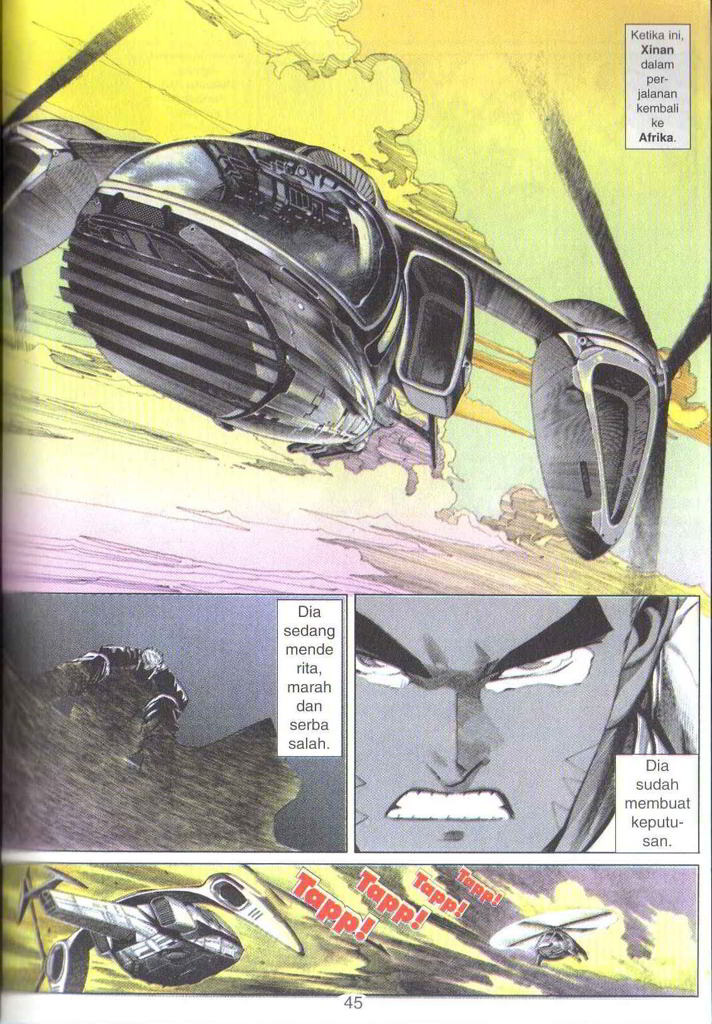 Ketika ini,
Xinan
dalam
per-
jalanan
kembali
ke
Afrika.
Dia
sedang
mende
rita,
marah
dan
serba
salah.
Dia
sudah
membuat
keputu-
san.
Tapp!
Tapp!
Tapp!
Tapp!
45